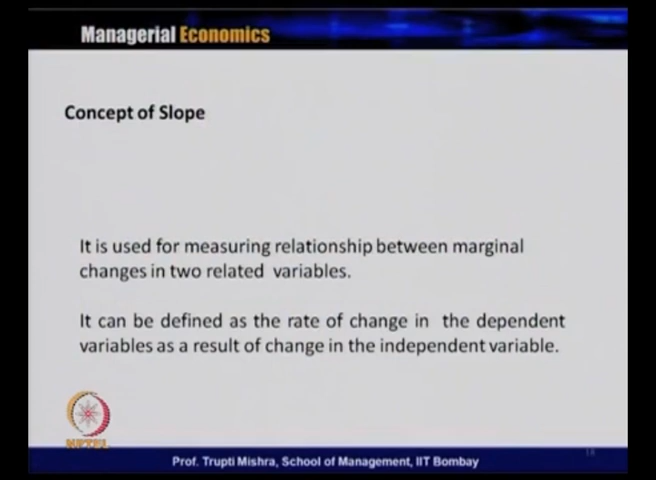 Managerial Economics
Concept of Slope
It is used for measuring relationship between marginal
changes in two related variables.
It can be defined as the rate of change in the dependent
variables as a result of change in the independent variable.
NPTEL
Prof. Trupti Mishra, School of Management, IIT Bombay